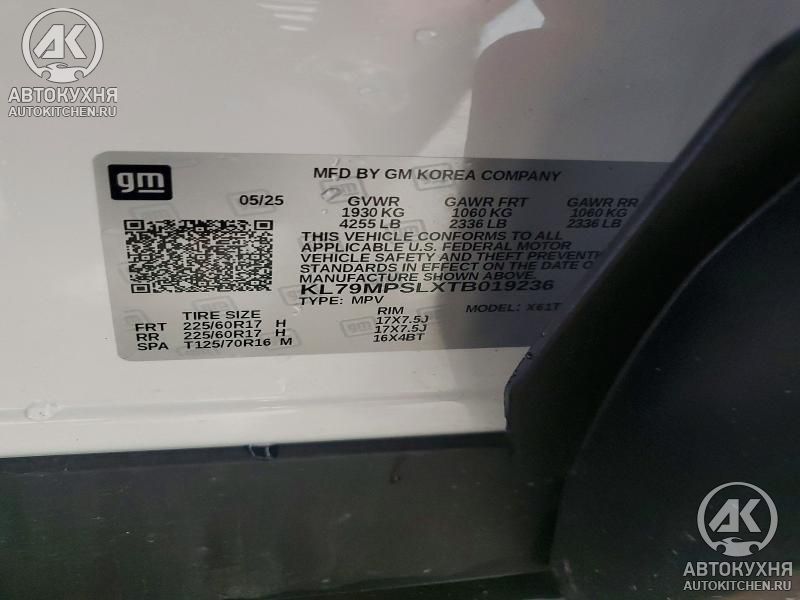 AK
АВТОКУХНЯ
AUTOKITCHEN.RU
gm
MFD BY GM KOREA COMPANY
05/25 GVWR GAWR FRT GAWR RR
1930 KG 1060 KG 1060 KG
4255 LB 2336 LB 2336 LB
THIS VEHICLE CONFORMS TO ALL
APPLICABLE U.S. FEDERAL MOTOR
VEHICLE SAFETY AND THEFT PREVENTION
STANDARDS IN EFFECT ON THE DATE OF
MANUFACTURE SHOWN ABOVE.
KL79MPSLXTB019236
TYPE: MPV MODEL: X61T
TIRE SIZE RIM
FRT 225/60R17 H 17X7.5J
RR 225/60R17 H 17X7.5J
SPA T125/70R16 M 16X4BT
AK
АВТОКУХНЯ
AUTOKITCHEN.RU